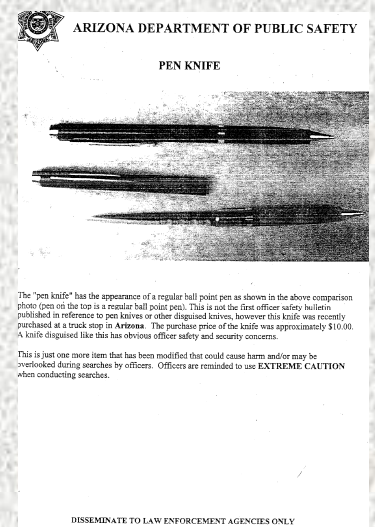 ARIZONA DEPARTMENT OF PUBLIC SAFETY
PEN KNIFE
The "pen knife" has the appearance of a regular ball point pen as shown in the above comparison
photo (pen on the top is a regular ball point pen). This is not the first officer safety bulletin
published in reference to pen knives or other disguised knives, however this knife was recently
purchased at a truck stop in Arizona. The purchase price of the knife was approximately $10.00.
A knife disguised like this has obvious officer safety and security concerns.
This is just one more item that has been modified that could cause harm and/or may be
overlooked during searches by officers. Officers are reminded to use EXTREME CAUTION
when conducting searches.
DISSEMINATE TO LAW ENFORCEMENT AGENCIES ONLY